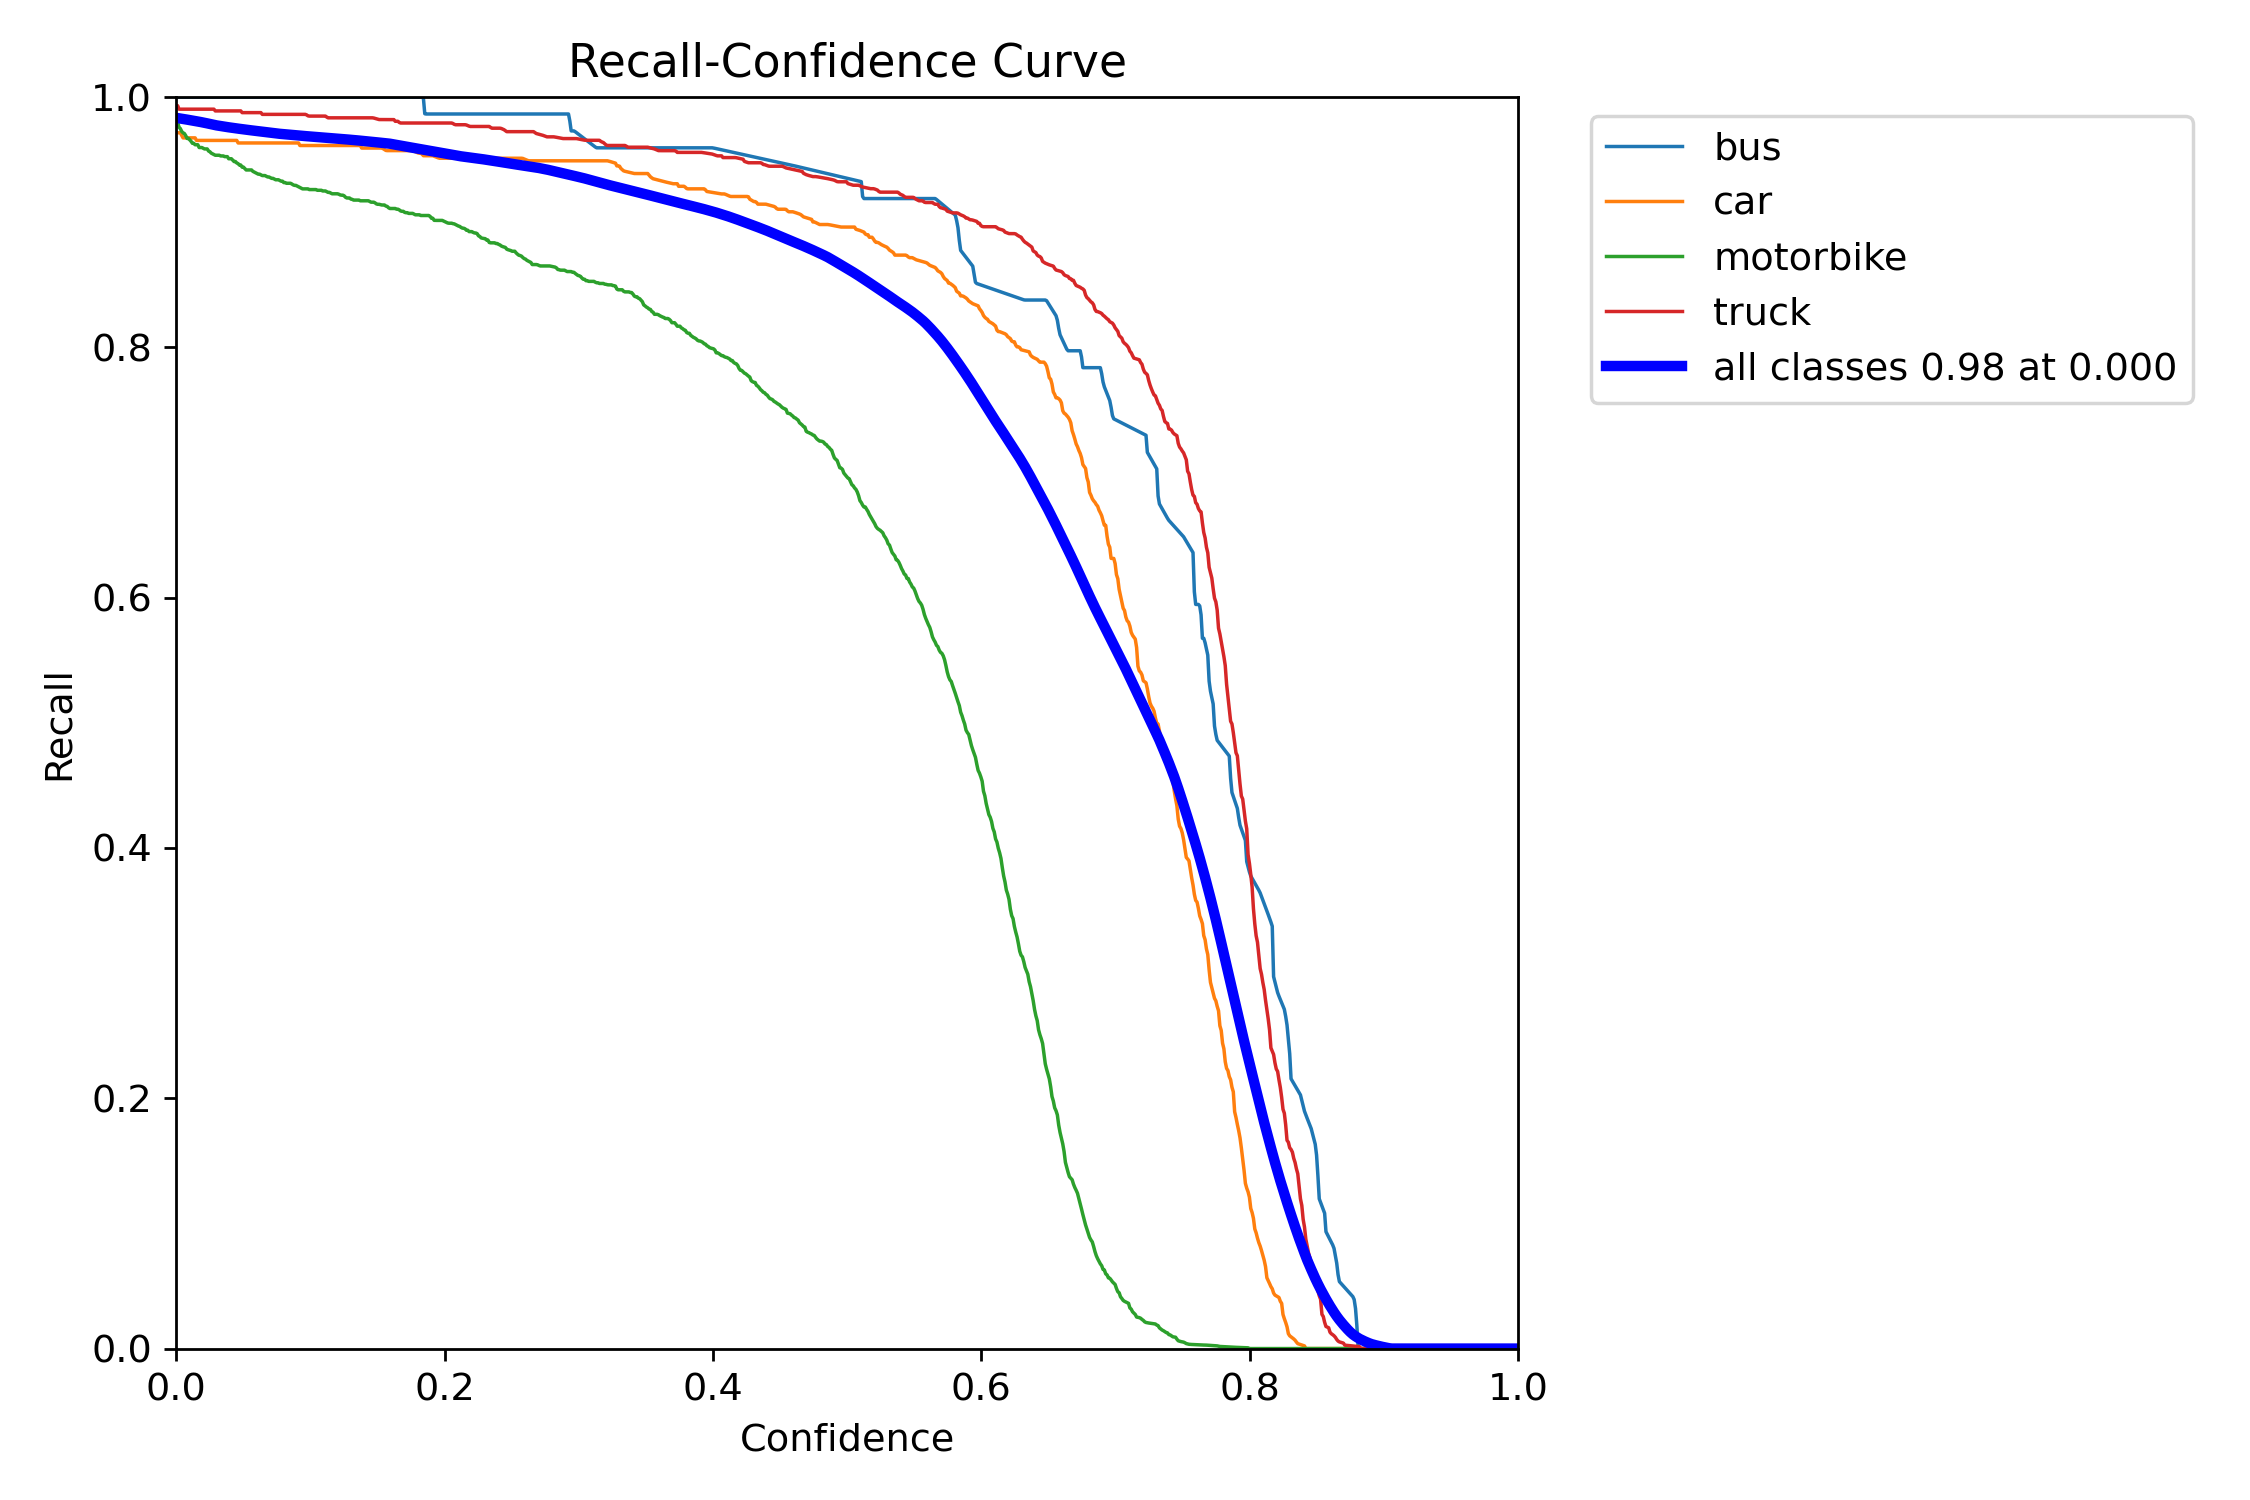 Recall-Confidence Curve
1.0
0.8
0.6
0.4
0.2
0.0
Recall
0.0 0.2 0.4 0.6 0.8 1.0
Confidence
bus
car
motorbike
truck
all classes 0.98 at 0.000